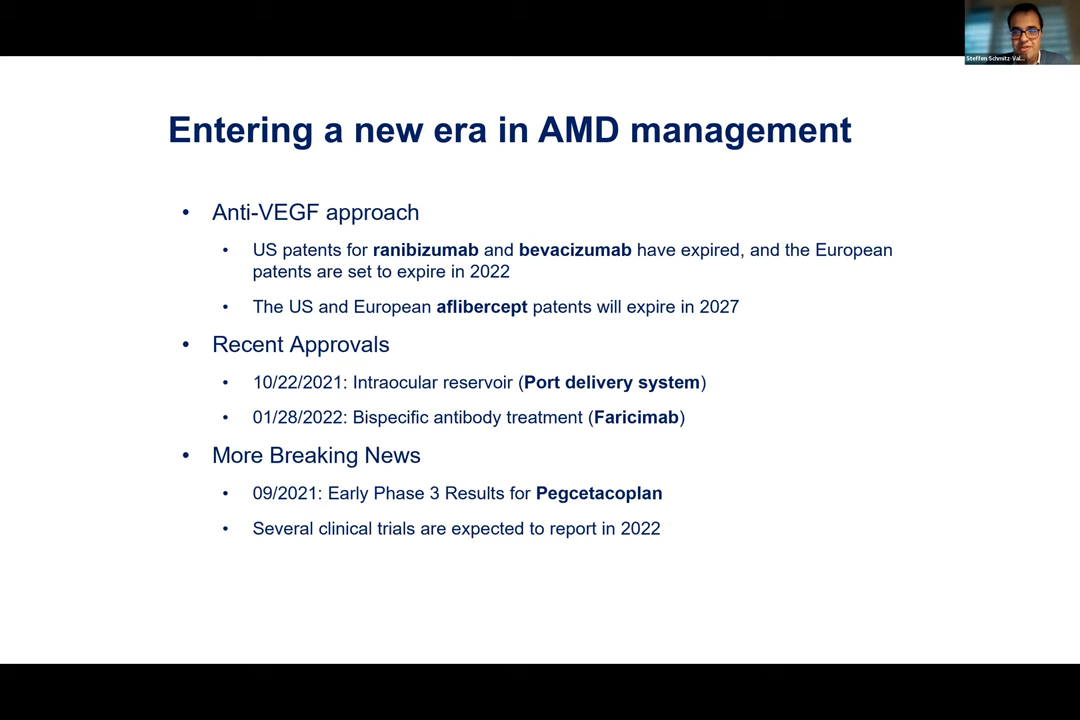 Steffen Schmitz-Val...
Entering a new era in AMD management
• Anti-VEGF approach
• US patents for ranibizumab and bevacizumab have expired, and the European
patents are set to expire in 2022
• The US and European aflibercept patents will expire in 2027
• Recent Approvals
• 10/22/2021: Intraocular reservoir (Port delivery system)
• 01/28/2022: Bispecific antibody treatment (Faricimab)
• More Breaking News
• 09/2021: Early Phase 3 Results for Pegcetacoplan
• Several clinical trials are expected to report in 2022